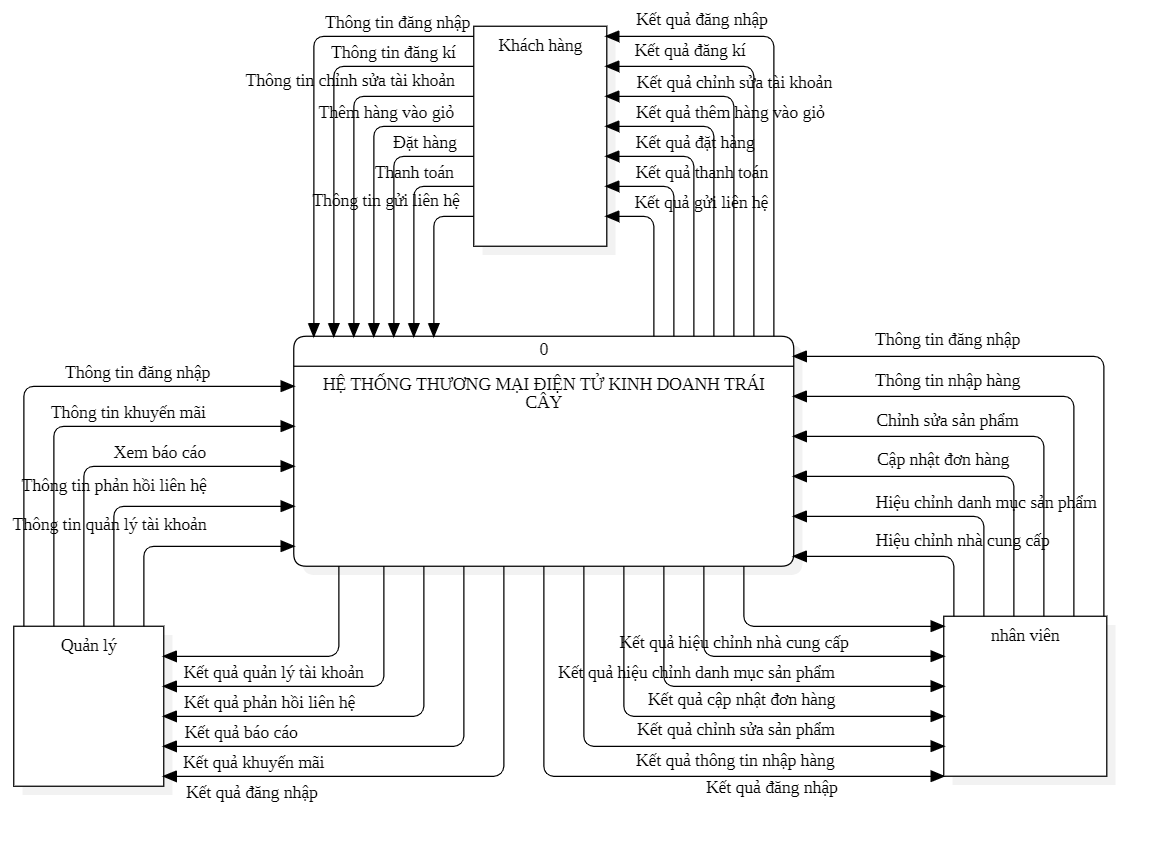 Thông tin đăng nhập
Kết quả đăng nhập
Khách hàng
Thông tin đăng kí
Kết quả đăng kí
Thông tin chỉnh sửa tài khoản
Kết quả chỉnh sửa tài khoản
Thêm hàng vào giỏ
Kết quả thêm hàng vào giỏ
Đặt hàng
Kết quả đặt hàng
Thanh toán
Kết quả thanh toán
Thông tin gửi liên hệ
Kết quả gửi liên hệ
0
HỆ THỐNG THƯƠNG MẠI ĐIỆN TỬ KINH DOANH TRÁI
CÂY
Thông tin đăng nhập
Thông tin khuyến mãi
Xem báo cáo
Thông tin phản hồi liên hệ
Thông tin quản lý tài khoản
Thông tin đăng nhập
Thông tin nhập hàng
Chỉnh sửa sản phẩm
Cập nhật đơn hàng
Hiệu chỉnh danh mục sản phẩm
Hiệu chỉnh nhà cung cấp
Quản lý
Kết quả quản lý tài khoản
Kết quả phản hồi liên hệ
Kết quả báo cáo
Kết quả khuyến mãi
Kết quả đăng nhập
nhân viên
Kết quả hiệu chỉnh nhà cung cấp
Kết quả hiệu chỉnh danh mục sản phẩm
Kết quả cập nhật đơn hàng
Kết quả chỉnh sửa sản phẩm
Kết quả thông tin nhập hàng
Kết quả đăng nhập